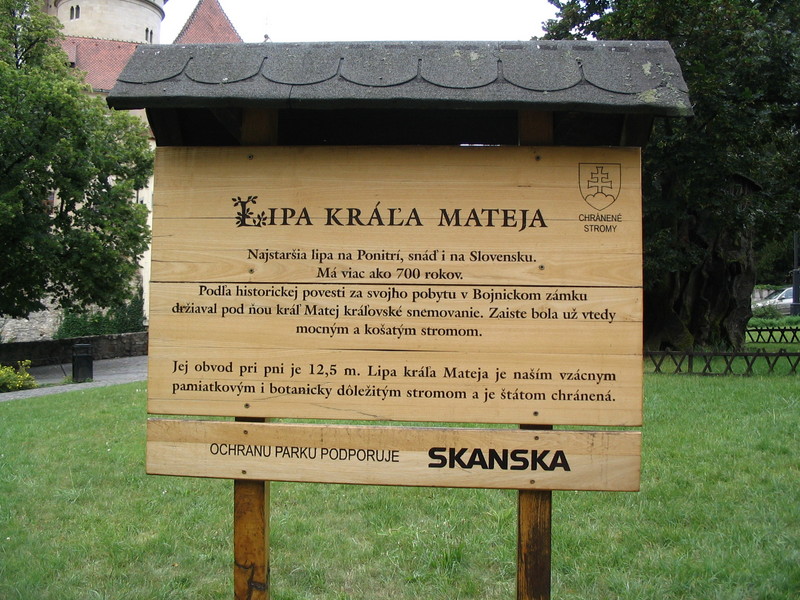 LIPA KRÁĽA MATEJA
CHRÁNENÉ
STROMY
Najstaršia lipa na Ponitrí, snáď i na Slovensku.
Má viac ako 700 rokov.
Podľa historickej povesti za svojho pobytu v Bojnickom zámku
držiaval pod ňou kráľ Matej kráľovské snemovanie. Zaiste bola už vtedy
mocným a košatým stromom.
Jej obvod pri pni je 12,5 m. Lipa kráľa Mateja je naším vzácnym
pamiatkovým i botanicky dôležitým stromom a je štátom chránená.
OCHRANU PARKU PODPORUJE SKANSKA